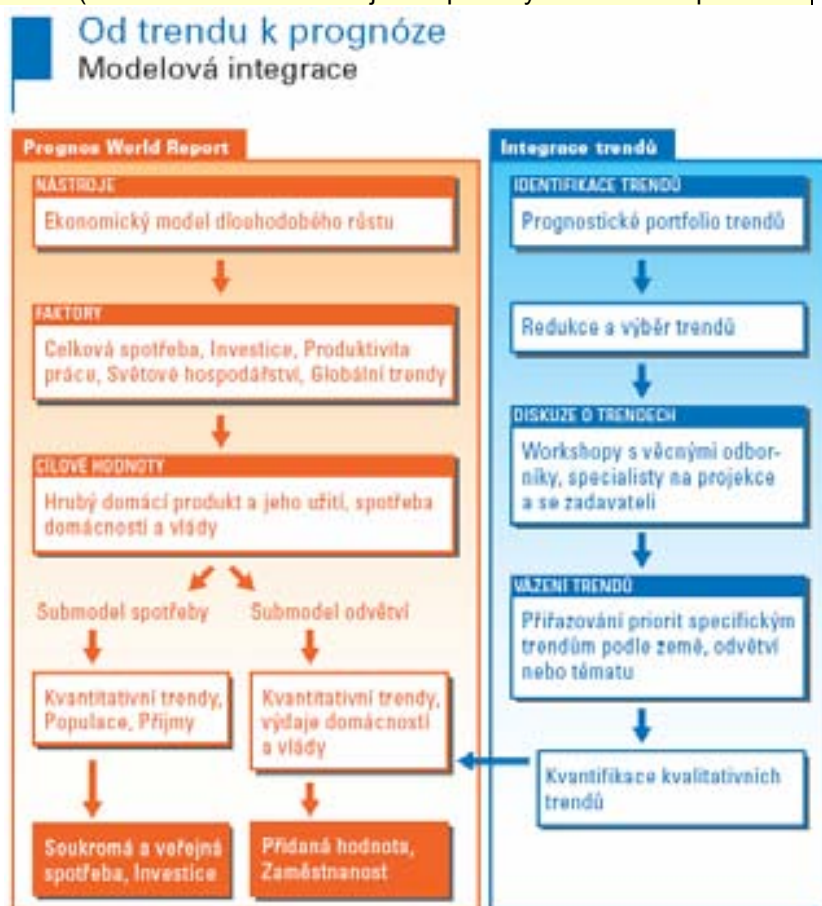 Od trendu k prognóze
Modelová integrace
Prognos World Report
NÁSTROJE
Ekonomický model dlouhodobého růstu
FAKTORY
Celková spotřeba, Investice, Produktivita
práce, Světové hospodářství, Globální trendy
CÍLOVÉ HODNOTY
Hrubý domácí produkt a jeho užití, spotřeba
domácností a vlády
Submodel spotřeby
Submodel odvětví
Kvantitativní trendy,
Populace, Příjmy
Kvantitativní trendy,
výdaje domácností
a vlády
Soukromá a veřejná
spotřeba, Investice
Přidaná hodnota,
Zaměstnanost
Integrace trendů
IDENTIFIKACE TRENDŮ
Prognostické portfolio trendů
Redukce a výběr trendů
DISKUZE O TRENDECH
Workshopy s věcnými odbor-
níky, specialisty na projekce
a se zadavateli
VÁŽENÍ TRENDŮ
Přiřazování priorit specifickým
trendům podle země, odvětví
nebo tématu
Kvantifikace kvalitativních
trendů